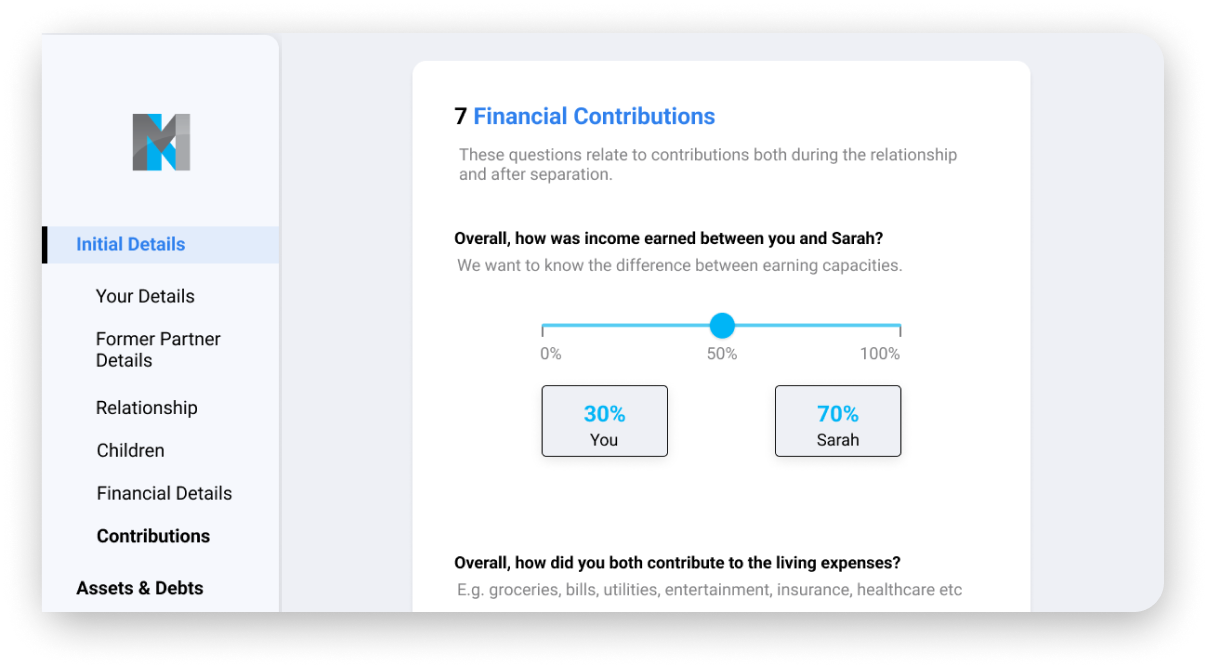 Initial Details
Your Details
Former Partner
Details
Relationship
Children
Financial Details
Contributions
Assets & Debts
7 Financial Contributions
These questions relate to contributions both during the relationship
and after separation.
Overall, how was income earned between you and Sarah?
We want to know the difference between earning capacities.
0% 50% 100%
30% 70%
You Sarah
Overall, how did you both contribute to the living expenses?
E.g. groceries, bills, utilities, entertainment, insurance, healthcare etc